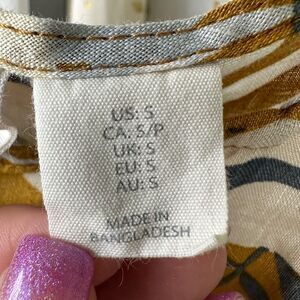 US: S
CA: S/P
UK: S
EU: S
AU: S
MADE IN
BANGLADESH